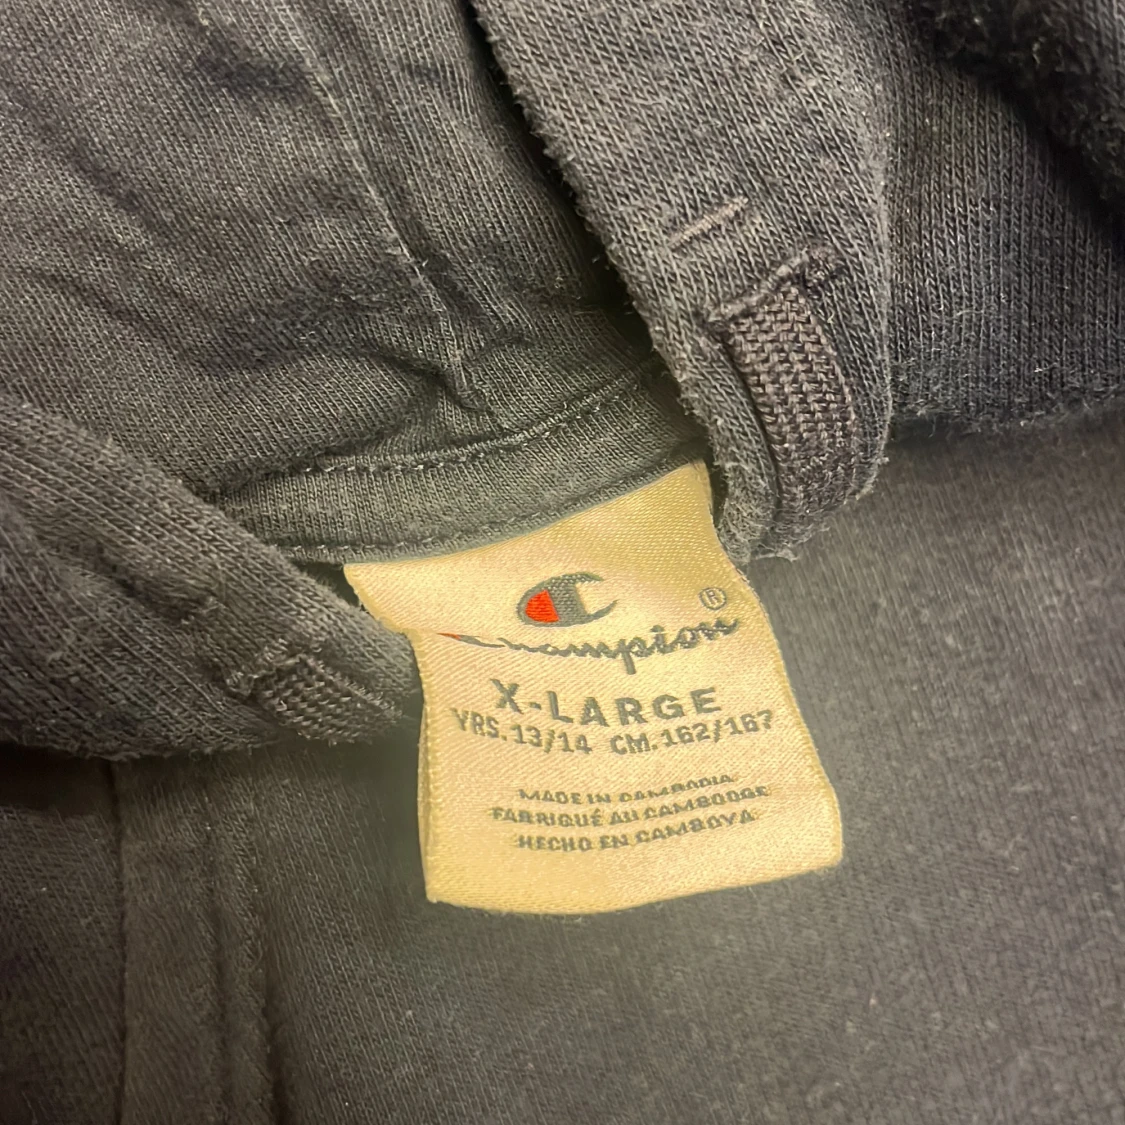 Champion®
X-LARGE
YRS.13/14 CM.162/167
MADE IN CAMBODIA
FABRIQUÉ AU CAMBODGE
HECHO EN CAMBOYA